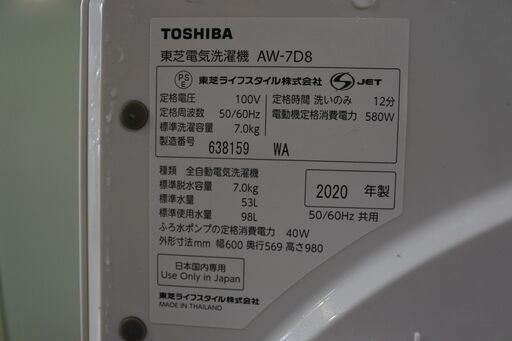 TOSHIBA
東芝電気洗濯機 AW-7D8
PS E 東芝ライフスタイル株式会社 S JET
定格電圧 100V 定格時間 洗いのみ 12分
定格周波数 50/60Hz 電動機定格消費電力 580W
標準洗濯容量 7.0kg
製造番号 638159 WA
種類 全自動電気洗濯機
標準脱水容量 7.0kg 2020 年製
標準水量 53L
標準使用水量 98L 50/60Hz 共用
ふろ水ポンプの定格消費電力 40W
外形寸法mm 幅600 奥行569 高さ980
日本国内専用
Use Only in Japan
東芝ライフスタイル株式会社
MADE IN THAILAND